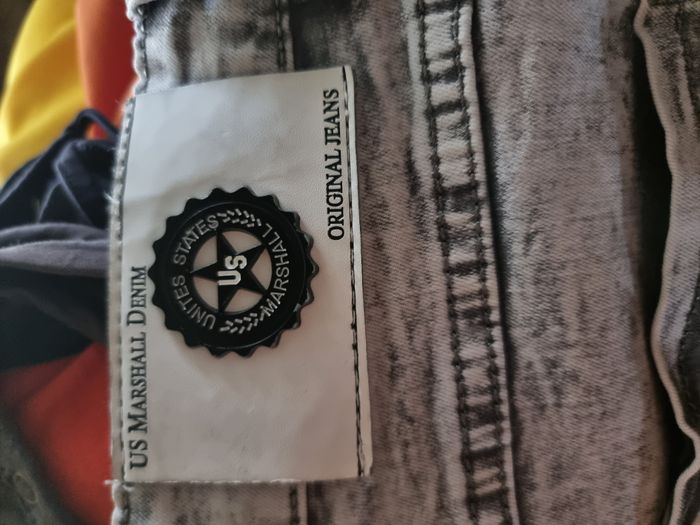 US MARSHALL DENIM
UNITES STATES
US
MARSHALL
ORIGINAL JEANS